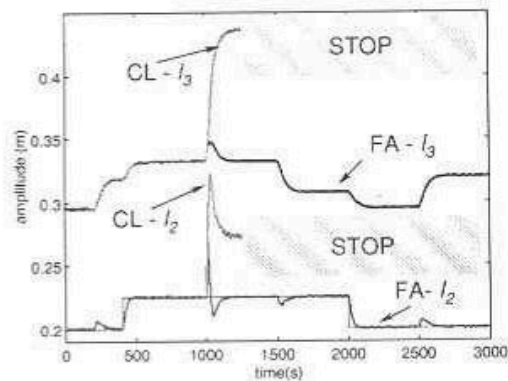 STOP
CL - l₃
0.4
amplitude (m)
0.35
FA - l₃
0.3
CL - l₂
STOP
0.25
FA- l₂
0.2
0 500 1000 1500 2000 2500 3000
time(s)